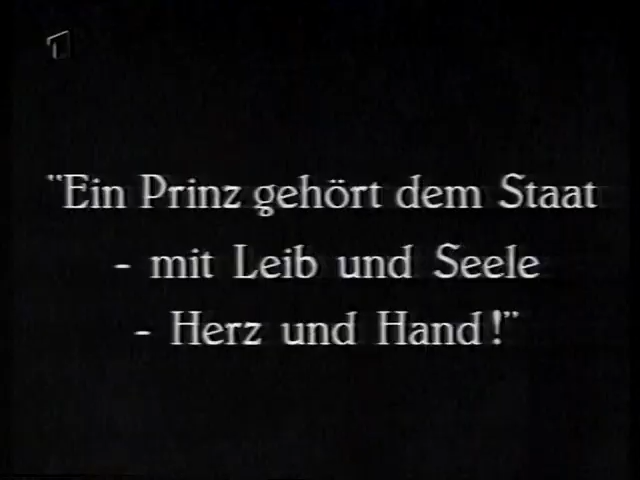 "Ein Prinz gehört dem Staat
- mit Leib und Seele
- Herz und Hand!"